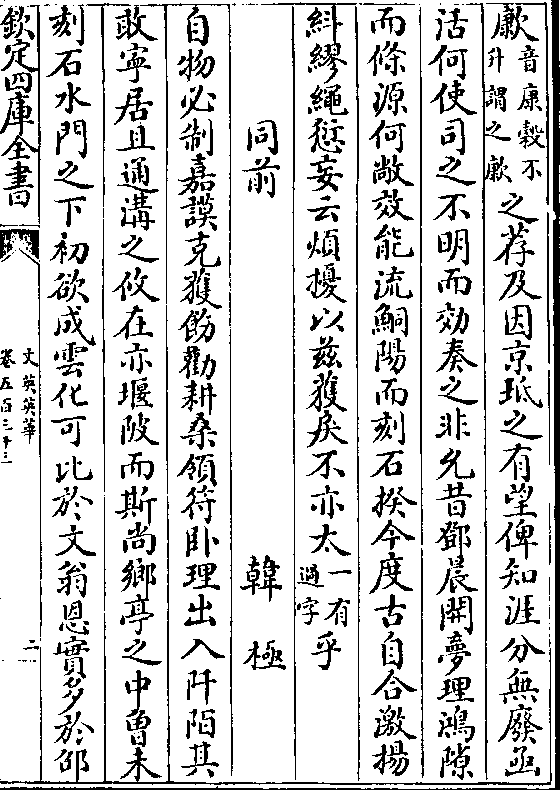 歉音康穀不升謂之歉之荐及因京坻之有望俾知涯分無廢亟
活何使司之不明而効奏之非允昔鄧晨開夢理鴻隙
而條源何敞效能流鮦陽而刻石揆今度古自合激揚
糾繆繩愆妄云煩擾以兹獲戾不亦太一有過字乎
同前 韓極
自物必制嘉謨克獲飭勸耕桑領待卧理出入阡陌其
敢寧居且通溝之攸在亦堰陂而斯尚鄉亭之中曽未
刻石水門之下初欲成雲化可比於文翁恩實多於邵
欽定四庫全書
文苑英華
卷五百三十三
二